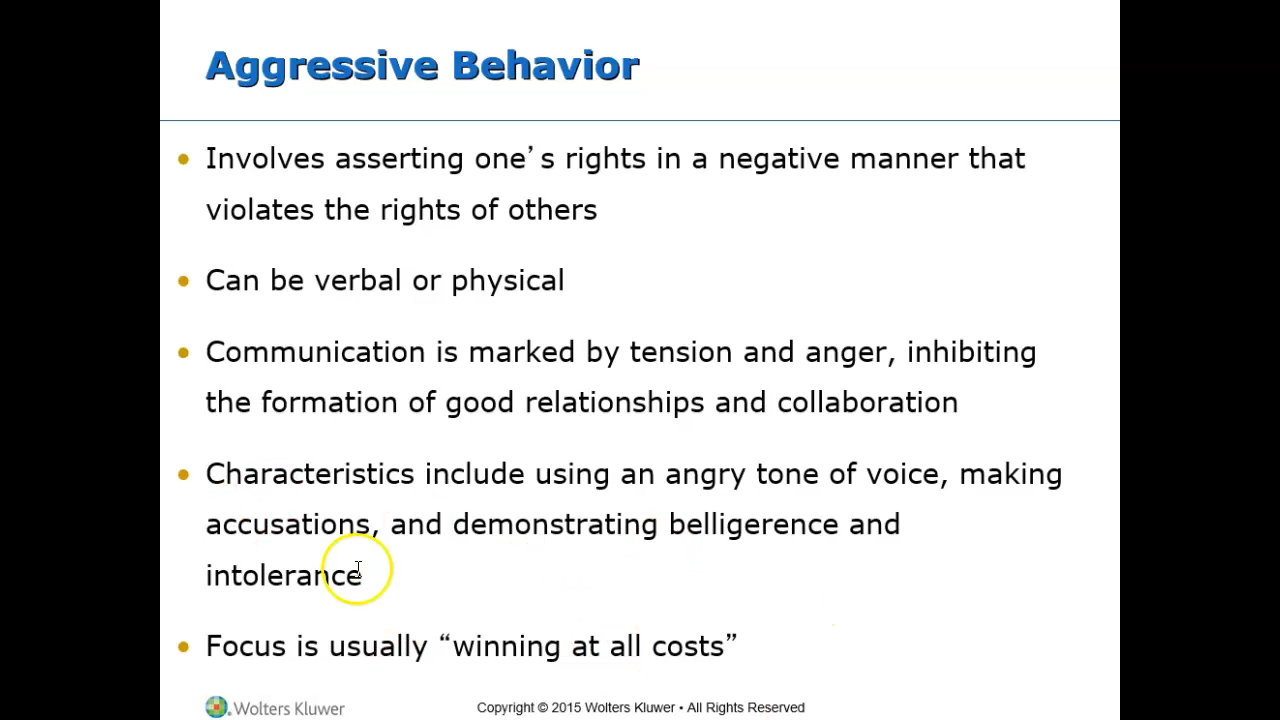 Aggressive Behavior
• Involves asserting one’s rights in a negative manner that
violates the rights of others
• Can be verbal or physical
• Communication is marked by tension and anger, inhibiting
the formation of good relationships and collaboration
• Characteristics include using an angry tone of voice, making
accusations, and demonstrating belligerence and
intolerance
• Focus is usually “winning at all costs”
Wolters Kluwer
Copyright © 2015 Wolters Kluwer • All Rights Reserved